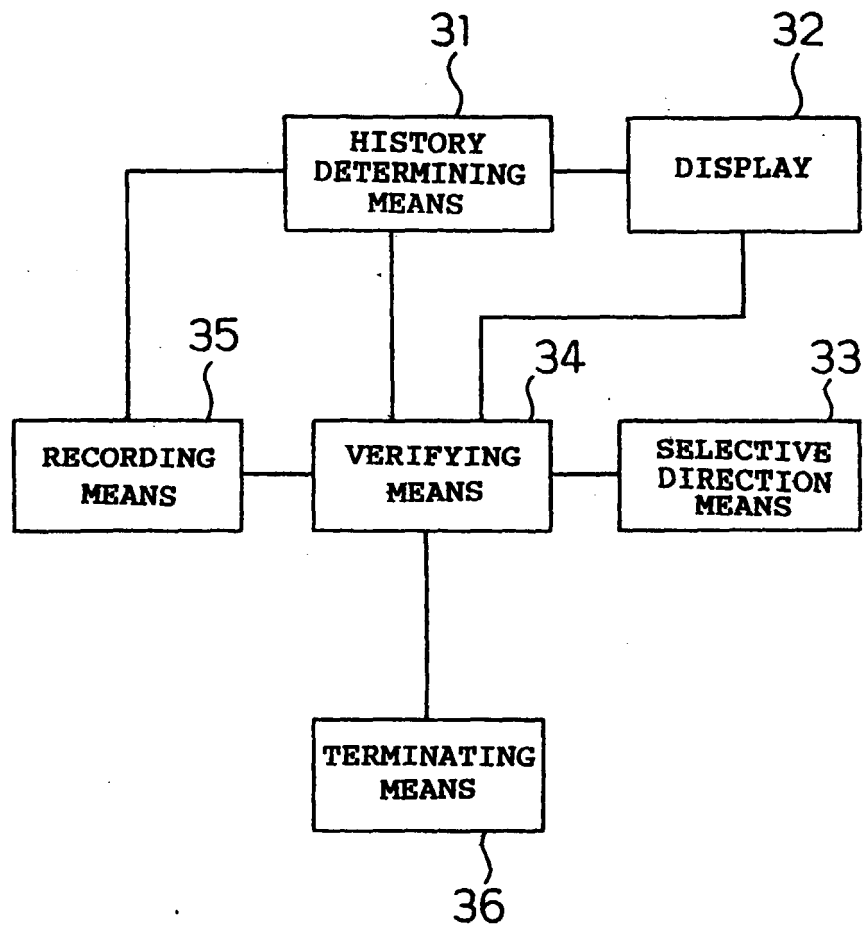 31
32
HISTORY
DETERMINING
MEANS
DISPLAY
35
34
33
RECORDING
MEANS
VERIFYING
MEANS
SELECTIVE
DIRECTION
MEANS
TERMINATING
MEANS
36